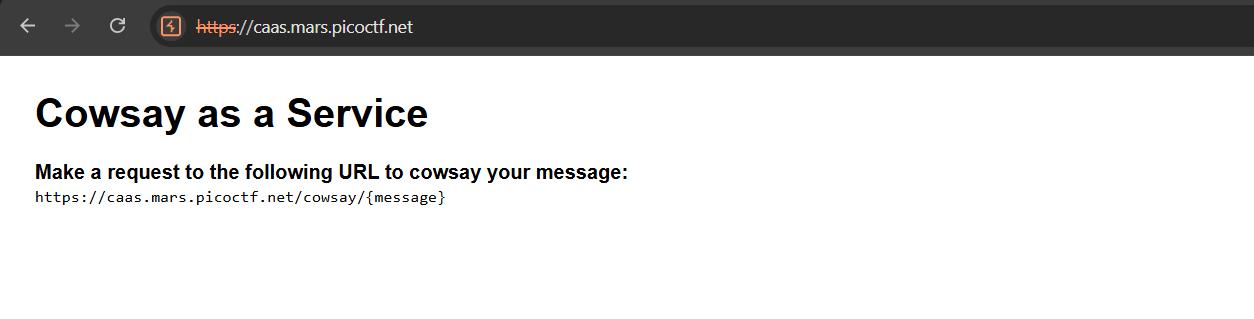 https://caas.mars.picoctf.net
Cowsay as a Service
Make a request to the following URL to cowsay your message:
https://caas.mars.picoctf.net/cowsay/{message}